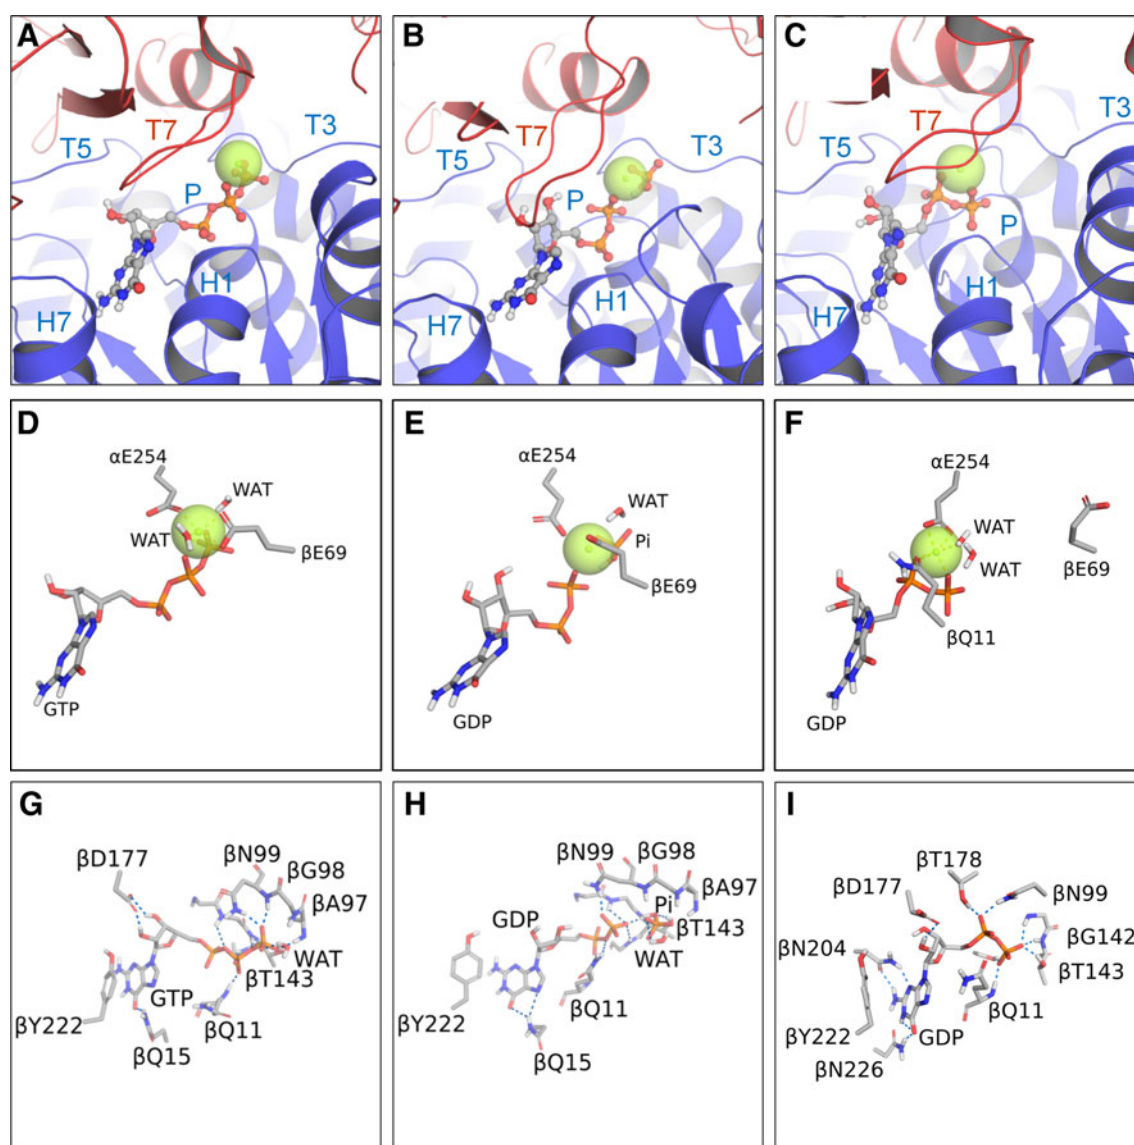 A
T7
T3
T5
P
H1
H7
B
T7
T3
T5
P
H1
H7
C
T3
T7
T5
P
H1
H7
D
αE254
WAT
WAT
βE69
GTP
E
αE254
WAT
Pi
βE69
GDP
F
αE254
WAT
WAT
βE69
βQ11
GDP
G
βN99
βD177
βG98
βA97
WAT
βT143
GTP
βQ11
βY222
βQ15
H
βN99
βG98
βA97
Pi
GDP
βT143
WAT
βQ11
βY222
βQ15
I
βT178
βD177
βN99
βN204
βG142
βT143
βQ11
βY222
GDP
βN226